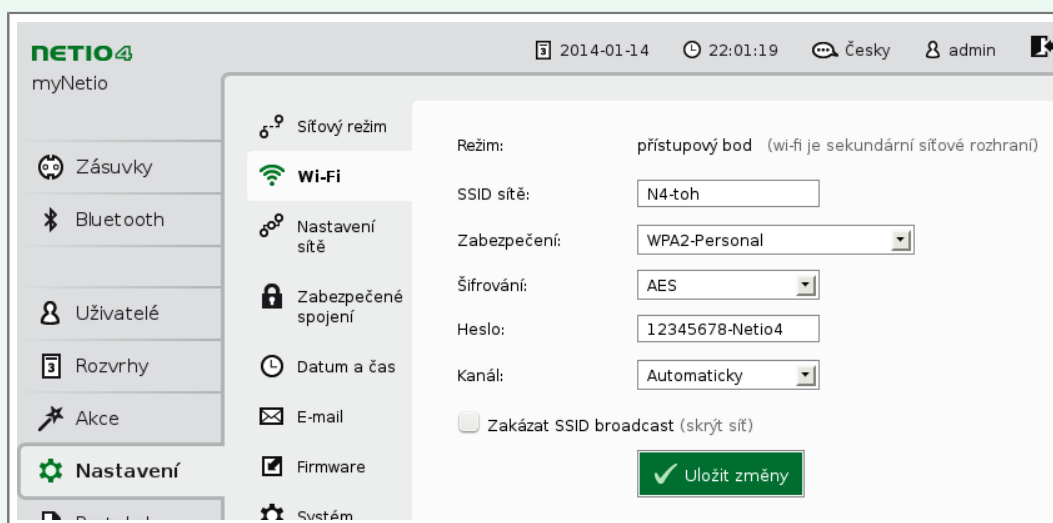 NETIO4
myNetio
2014-01-14 22:01:19 Česky admin
Zásuvky
Bluetooth
Uživatelé
Rozvrhy
Akce
Nastavení
Síťový režim
Wi-Fi
Nastavení
sítě
Zabezpečené
spojení
Datum a čas
E-mail
Firmware
Systém
Režim: přístupový bod (wi-fi je sekundární síťové rozhraní)
SSID sítě: N4-toh
Zabezpečení: WPA2-Personal
Šifrování: AES
Heslo: 12345678-Netio4
Kanál: Automaticky
Zakázat SSID broadcast (skrýt síť)
Uložit změny